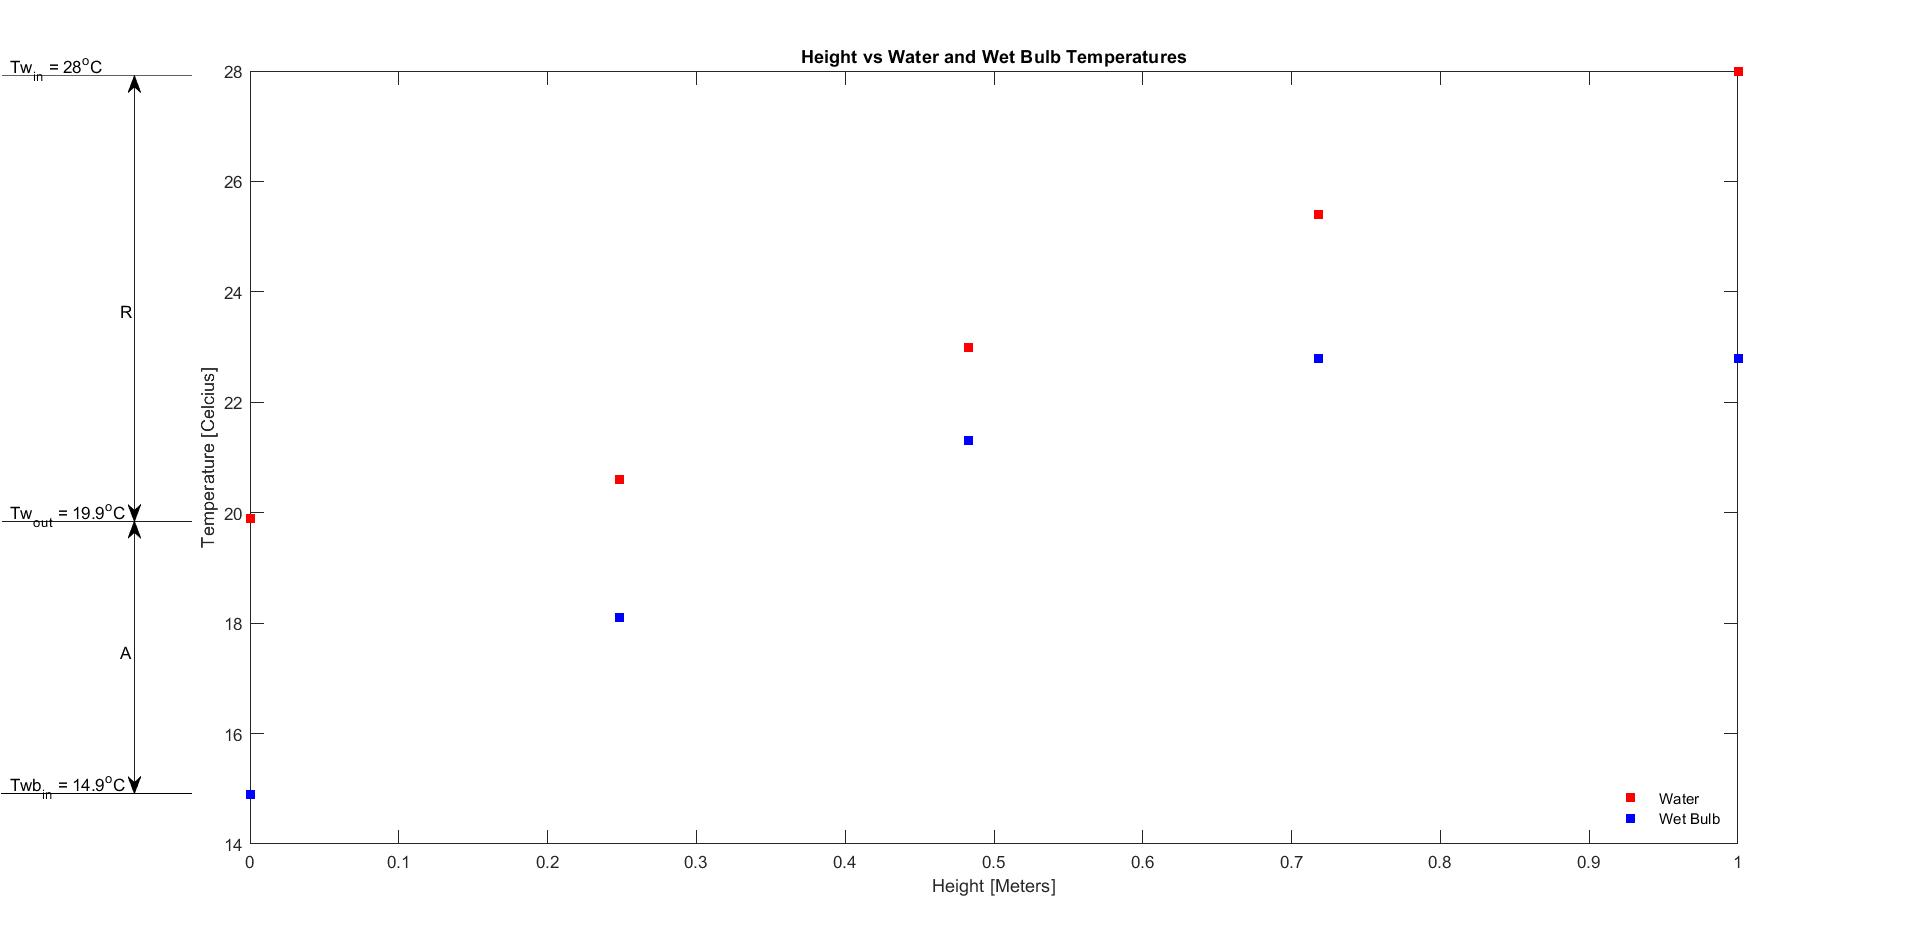 Height vs Water and Wet Bulb Temperatures
Tw_in = 28°C
R
Tw_out = 19.9°C
A
Twb_in = 14.9°C
Temperature [Celcius]
28
26
24
22
20
18
16
14
0 0.1 0.2 0.3 0.4 0.5 0.6 0.7 0.8 0.9 1
Height [Meters]
Water
Wet Bulb